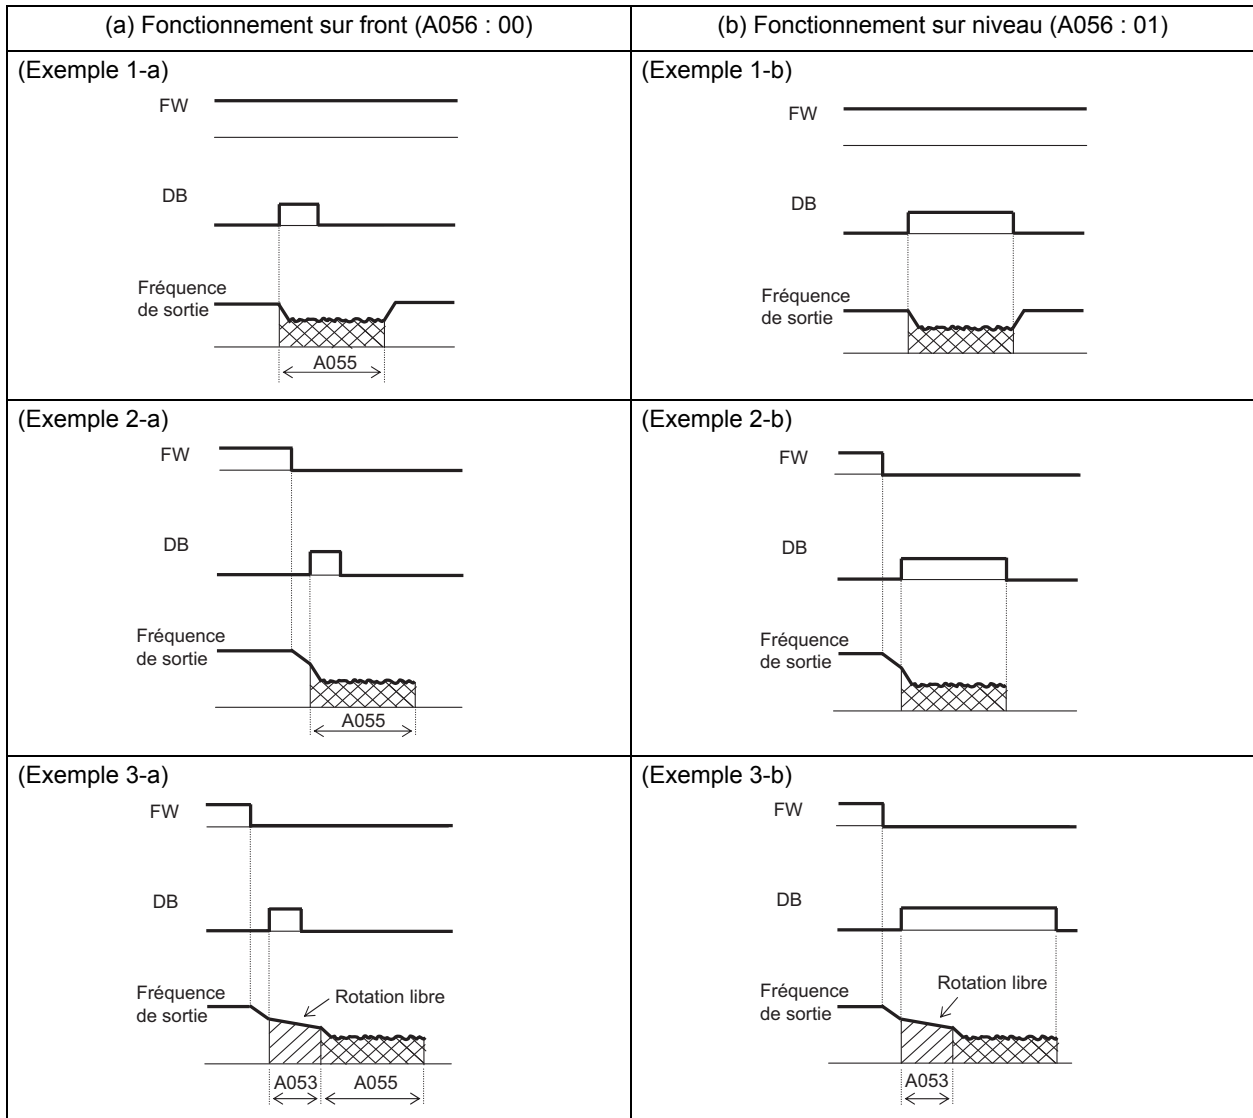 (a) Fonctionnement sur front (A056 : 00)
(b) Fonctionnement sur niveau (A056 : 01)
(Exemple 1-a)
FW
DB
Fréquence
de sortie
A055
(Exemple 1-b)
FW
DB
Fréquence
de sortie
(Exemple 2-a)
FW
DB
Fréquence
de sortie
A055
(Exemple 2-b)
FW
DB
Fréquence
de sortie
(Exemple 3-a)
FW
DB
Fréquence
de sortie
Rotation libre
A053
A055
(Exemple 3-b)
FW
DB
Fréquence
de sortie
Rotation libre
A053